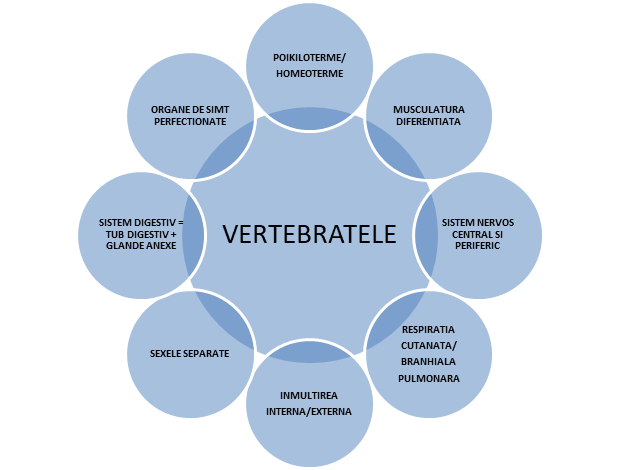 POIKILOTERME/
HOMEOTERME
MUSCULATURA
DIFERENTIATA
SISTEM NERVOS
CENTRAL SI
PERIFERIC
RESPIRATIA
CUTANATA/
BRANHIALA
PULMONARA
INMULTIREA
INTERNA/EXTERNA
SEXELE SEPARATE
SISTEM DIGESTIV =
TUB DIGESTIV +
GLANDE ANEXE
ORGANE DE SIMT
PERFECTIONATE
VERTEBRATELE